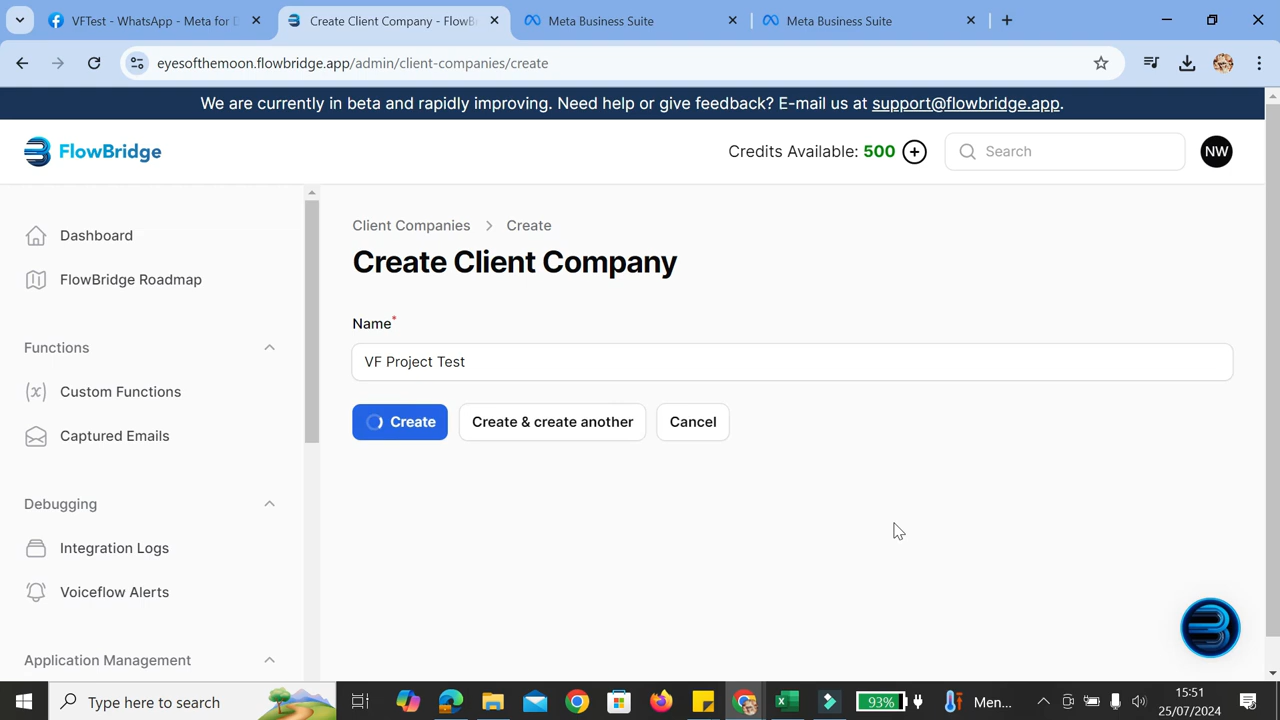 VFTest - WhatsApp - Meta for D
Create Client Company - FlowB
Meta Business Suite
Meta Business Suite
eyesofthemoon.flowbridge.app/admin/client-companies/create
We are currently in beta and rapidly improving. Need help or give feedback? E-mail us at support@flowbridge.app.
FlowBridge
Credits Available: 500
Search
NW
Dashboard
FlowBridge Roadmap
Functions
Custom Functions
Captured Emails
Debugging
Integration Logs
Voiceflow Alerts
Application Management
Client Companies
Create
Create Client Company
Name*
VF Project Test
Create
Create & create another
Cancel
Type here to search
93%
Men...
15:51
25/07/2024